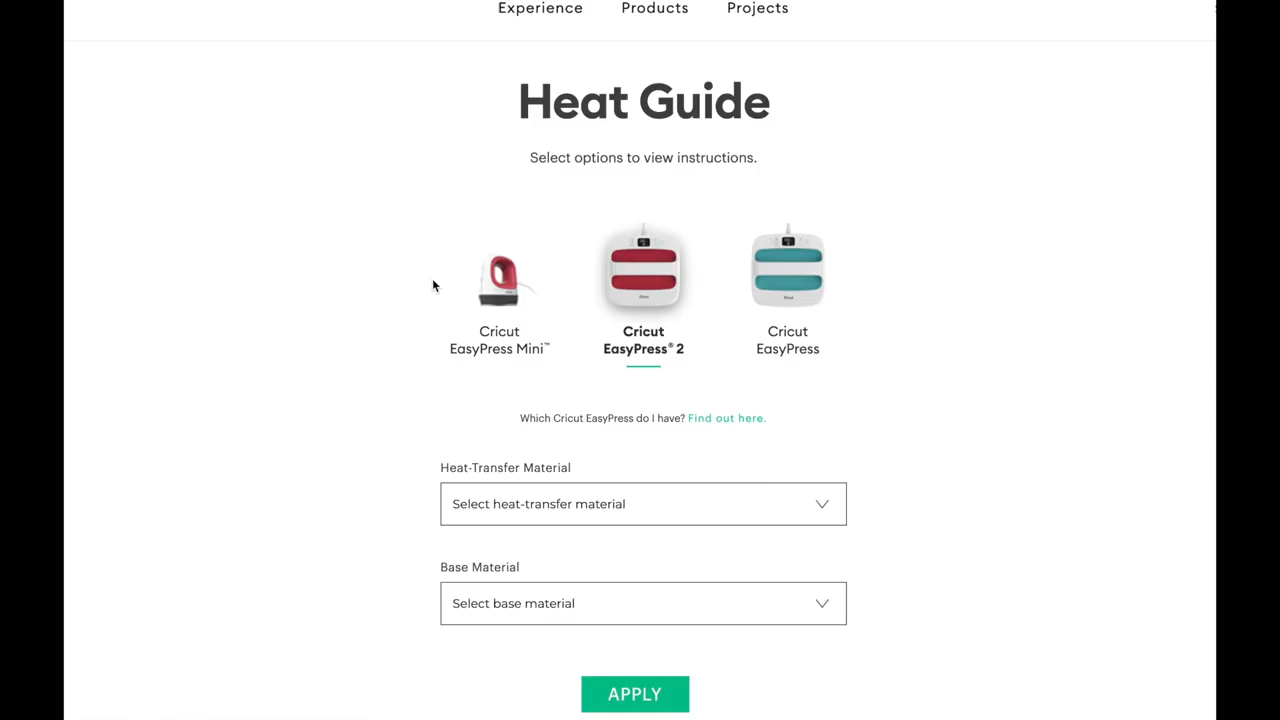 Experience Products Projects
Heat Guide
Select options to view instructions.
Cricut
EasyPress Mini™
Cricut
EasyPress® 2
Cricut
EasyPress
Which Cricut EasyPress do I have? Find out here.
Heat-Transfer Material
Select heat-transfer material
Base Material
Select base material
APPLY